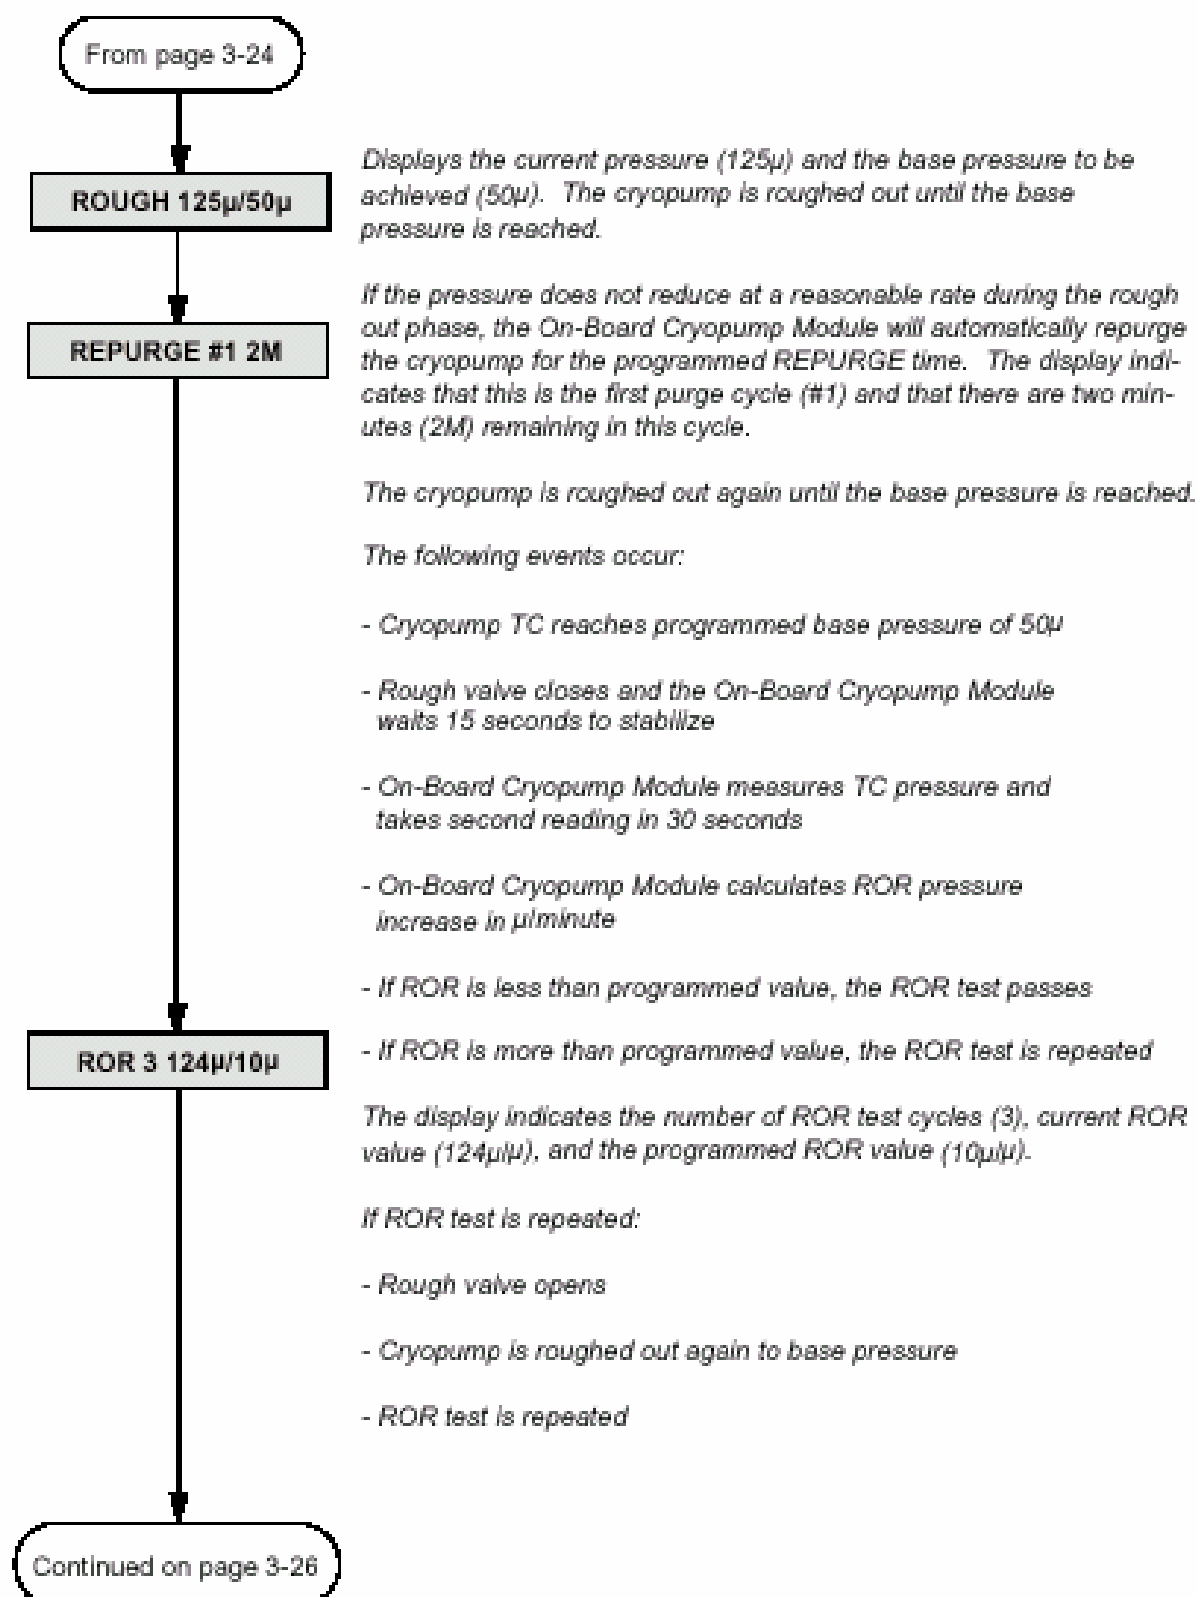 From page 3-24
ROUGH 125µ/50µ
Displays the current pressure (125µ) and the base pressure to be
achieved (50µ).  The cryopump is roughed out until the base
pressure is reached.
REPURGE #1 2M
If the pressure does not reduce at a reasonable rate during the rough
out phase, the On-Board Cryopump Module will automatically repurge
the cryopump for the programmed REPURGE time.  The display indi-
cates that this is the first purge cycle (#1) and that there are two min-
utes (2M) remaining in this cycle.
The cryopump is roughed out again until the base pressure is reached.
The following events occur:
- Cryopump TC reaches programmed base pressure of 50µ
- Rough valve closes and the On-Board Cryopump Module
waits 15 seconds to stabilize
- On-Board Cryopump Module measures TC pressure and
takes second reading in 30 seconds
- On-Board Cryopump Module calculates ROR pressure
increase in µ/minute
- If ROR is less than programmed value, the ROR test passes
ROR 3 124µ/10µ
- If ROR is more than programmed value, the ROR test is repeated
The display indicates the number of ROR test cycles (3), current ROR
value (124µ/µ), and the programmed ROR value (10µ/µ).
If ROR test is repeated:
- Rough valve opens
- Cryopump is roughed out again to base pressure
- ROR test is repeated
Continued on page 3-26